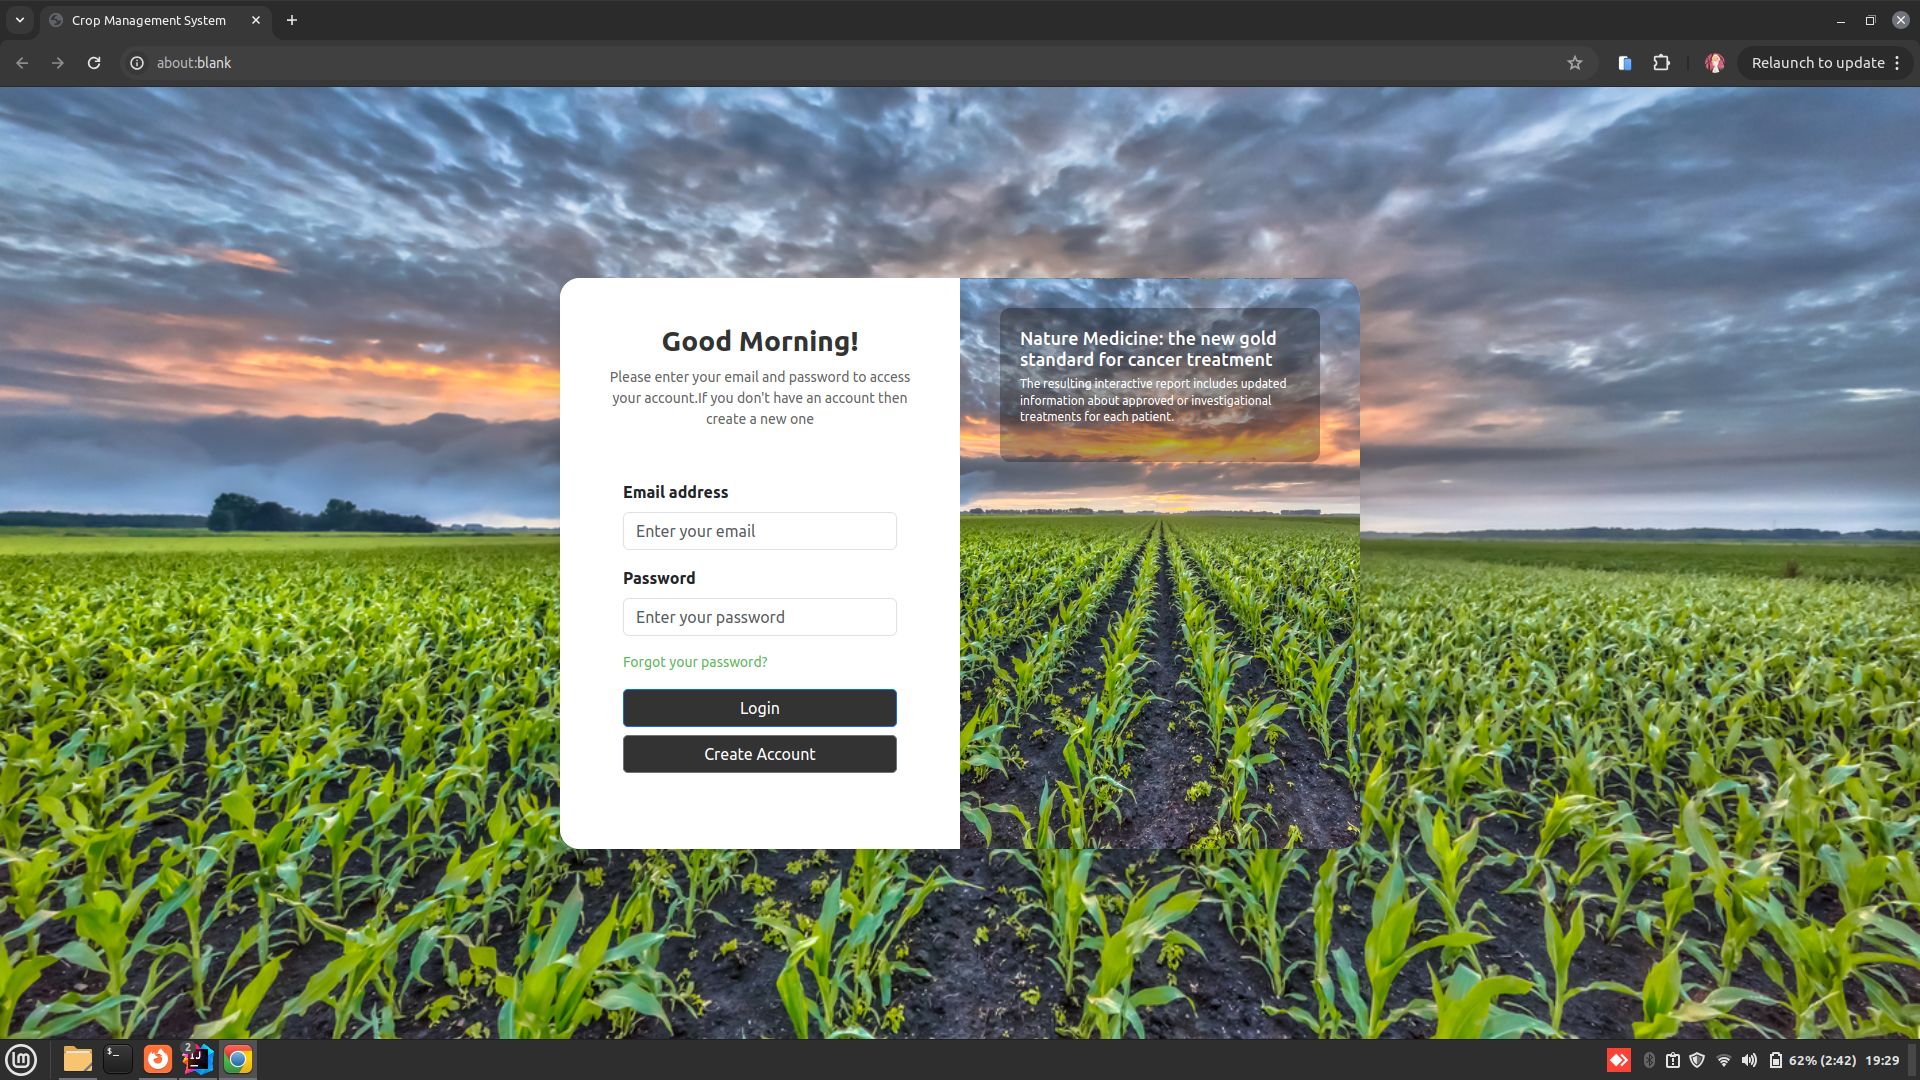 Crop Management System
about:blank
Relaunch to update
Good Morning!
Please enter your email and password to access
your account.If you don't have an account then
create a new one
Email address
Enter your email
Password
Enter your password
Forgot your password?
Login
Create Account
Nature Medicine: the new gold
standard for cancer treatment
The resulting interactive report includes updated
information about approved or investigational
treatments for each patient.
$_
2
IJ
62% (2:42)
19:29